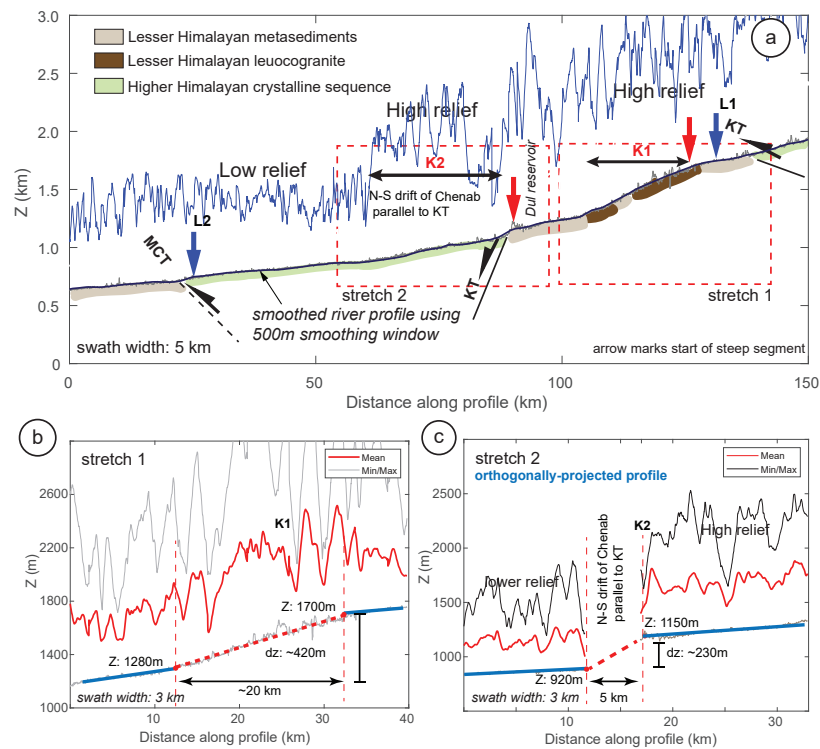 a
Lesser Himalayan metasediments
Lesser Himalayan leuocogranite
Higher Himalayan crystalline sequence
3.0
2.5
2.0
1.5
1.0
0.5
0
Z (km)
Low relief
High relief
High relief
K2
N-S drift of Chenab
parallel to KT
Dul reservoir
K1
L1
KT
L2
MCT
KT
stretch 2
stretch 1
smoothed river profile using
500m smoothing window
swath width: 5 km
arrow marks start of steep segment
0
50
100
150
Distance along profile (km)
b
stretch 1
Mean
Min/Max
2600
2200
1800
1400
1000
Z (m)
K1
Z: 1700m
Z: 1280m
dz: ~420m
~20 km
swath width: 3 km
0
10
20
30
40
Distance along profile (km)
c
stretch 2
orthogonally-projected profile
Mean
Min/Max
2500
2000
1500
1000
Z (m)
K2
High relief
lower relief
N-S drift of Chenab
parallel to KT
Z: 1150m
dz: ~230m
Z: 920m
5 km
swath width: 3 km
0
10
20
30
Distance along profile (km)